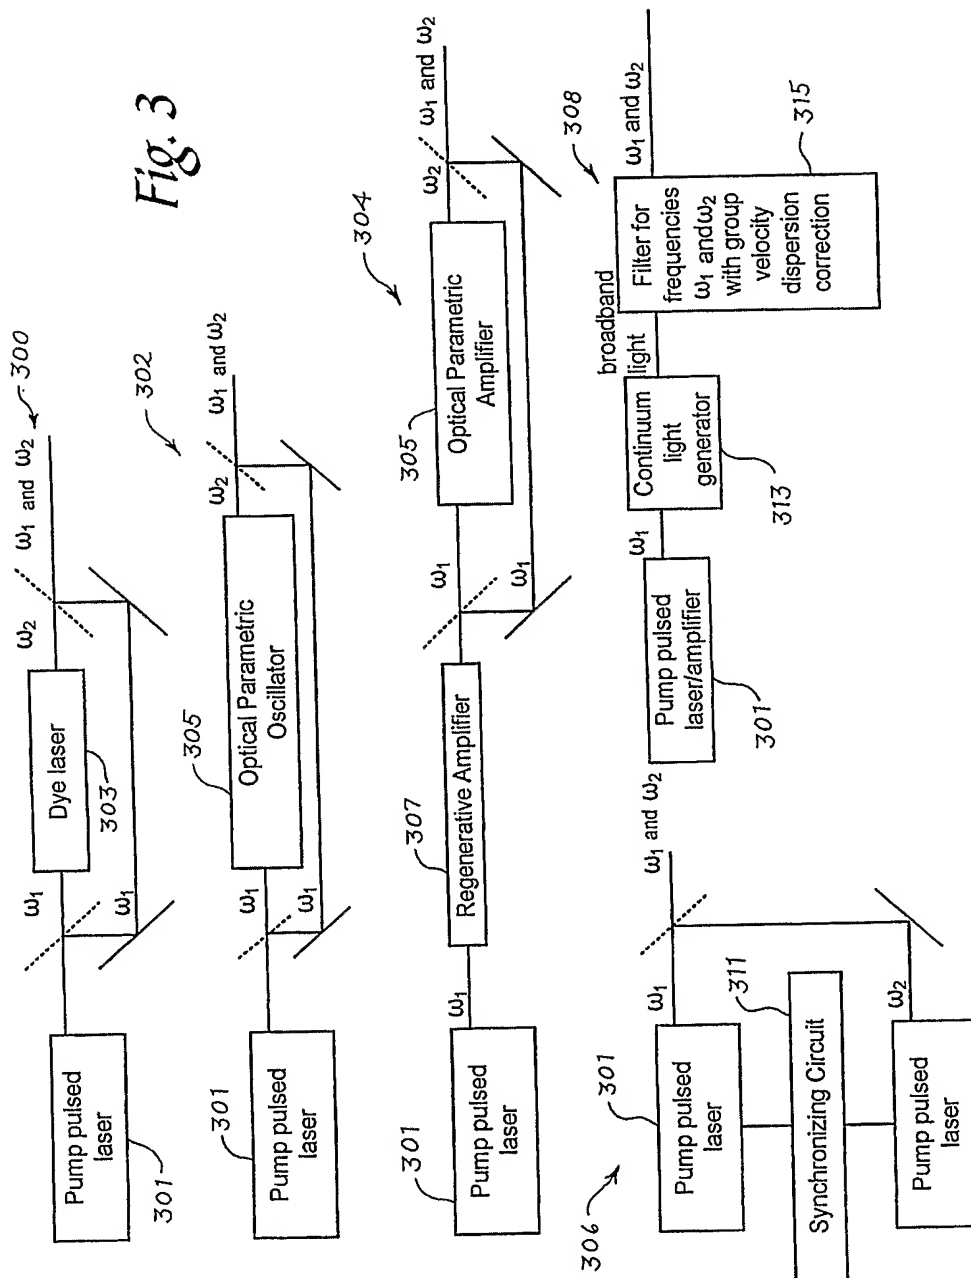 Fig. 3
300
ω1 and ω2
Pump pulsed
laser
301
ω1
ω1
Dye laser
303
ω2
302
Pump pulsed
laser
301
ω1
ω1
Optical Parametric
Oscillator
305
ω2
ω1 and ω2
304
Pump pulsed
laser
301
ω1
Regenerative Amplifier
307
ω1
ω1
Optical Parametric
Amplifier
305
ω2
ω1 and ω2
306
Pump pulsed
laser
301
ω1
ω1 and ω2
Synchronizing Circuit
311
Pump pulsed
laser
ω2
308
Pump pulsed
laser/amplifier
301
ω1
Continuum
light
generator
313
broadband
light
Filter for
frequencies
ω1 and ω2
with group
velocity
dispersion
correction
315
ω1 and ω2